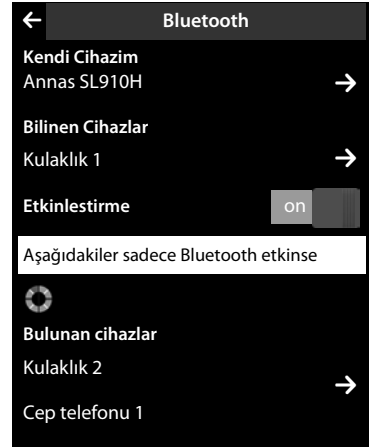 Bluetooth
Kendi Cihazim
Annas SL910H
Bilinen Cihazlar
Kulaklık 1
Etkinlestirme on
Aşağıdakiler sadece Bluetooth etkinse
Bulunan cihazlar
Kulaklık 2
Cep telefonu 1